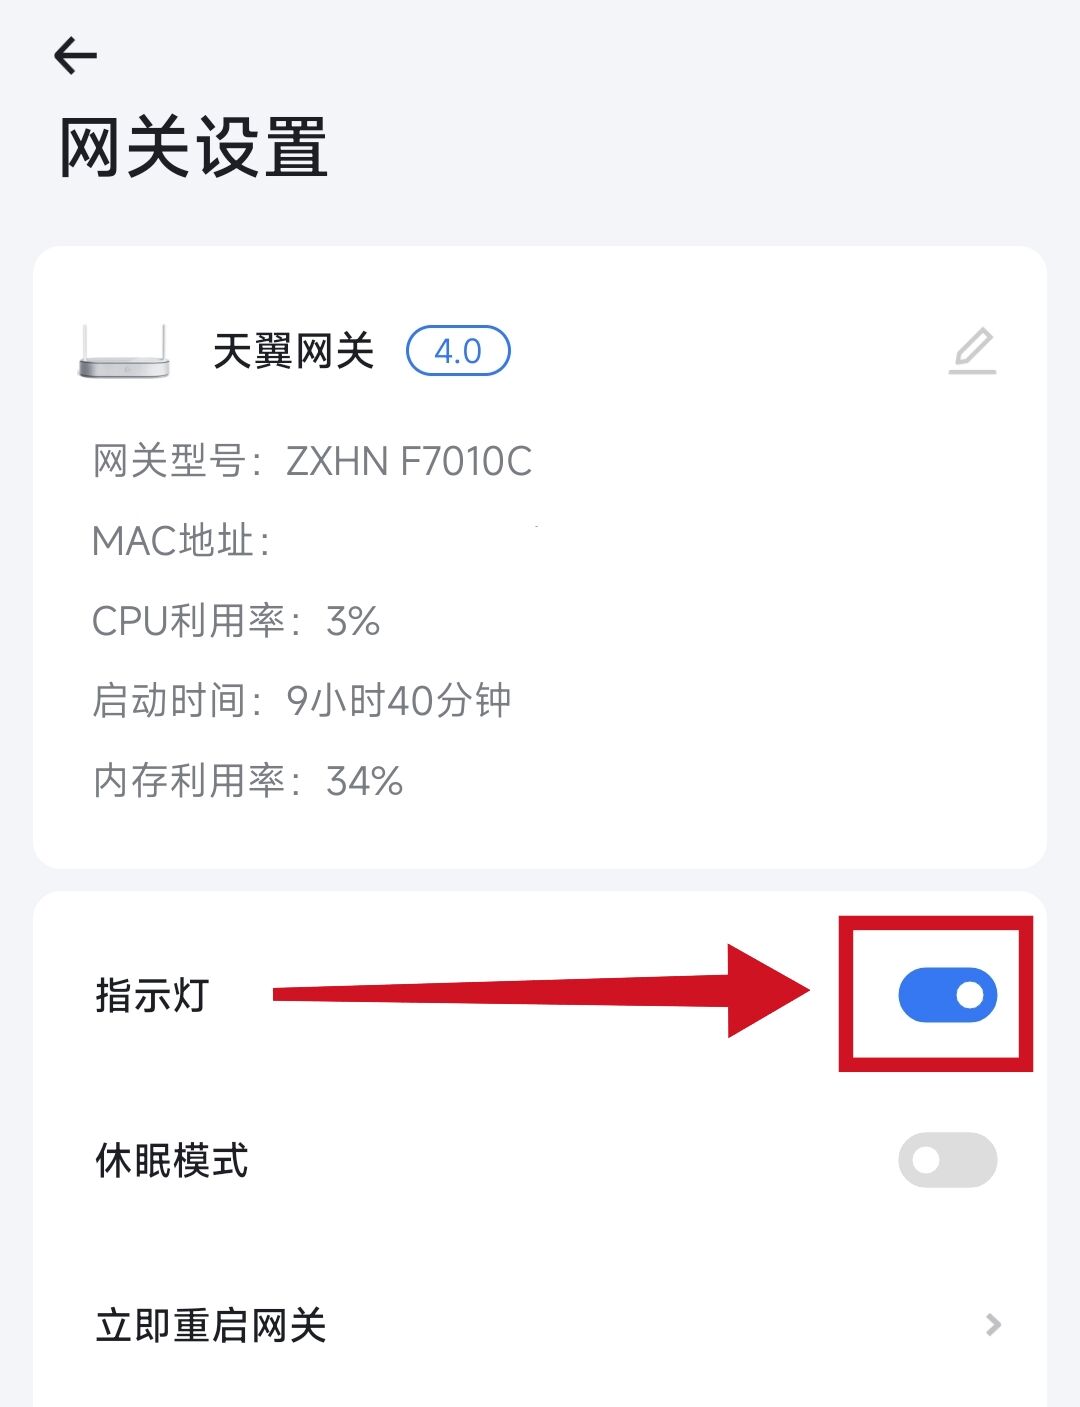 网关设置
天翼网关 4.0
网关型号：ZXHN F7010C
MAC地址：
CPU利用率：3%
启动时间：9小时40分钟
内存利用率：34%
指示灯
休眠模式
立即重启网关